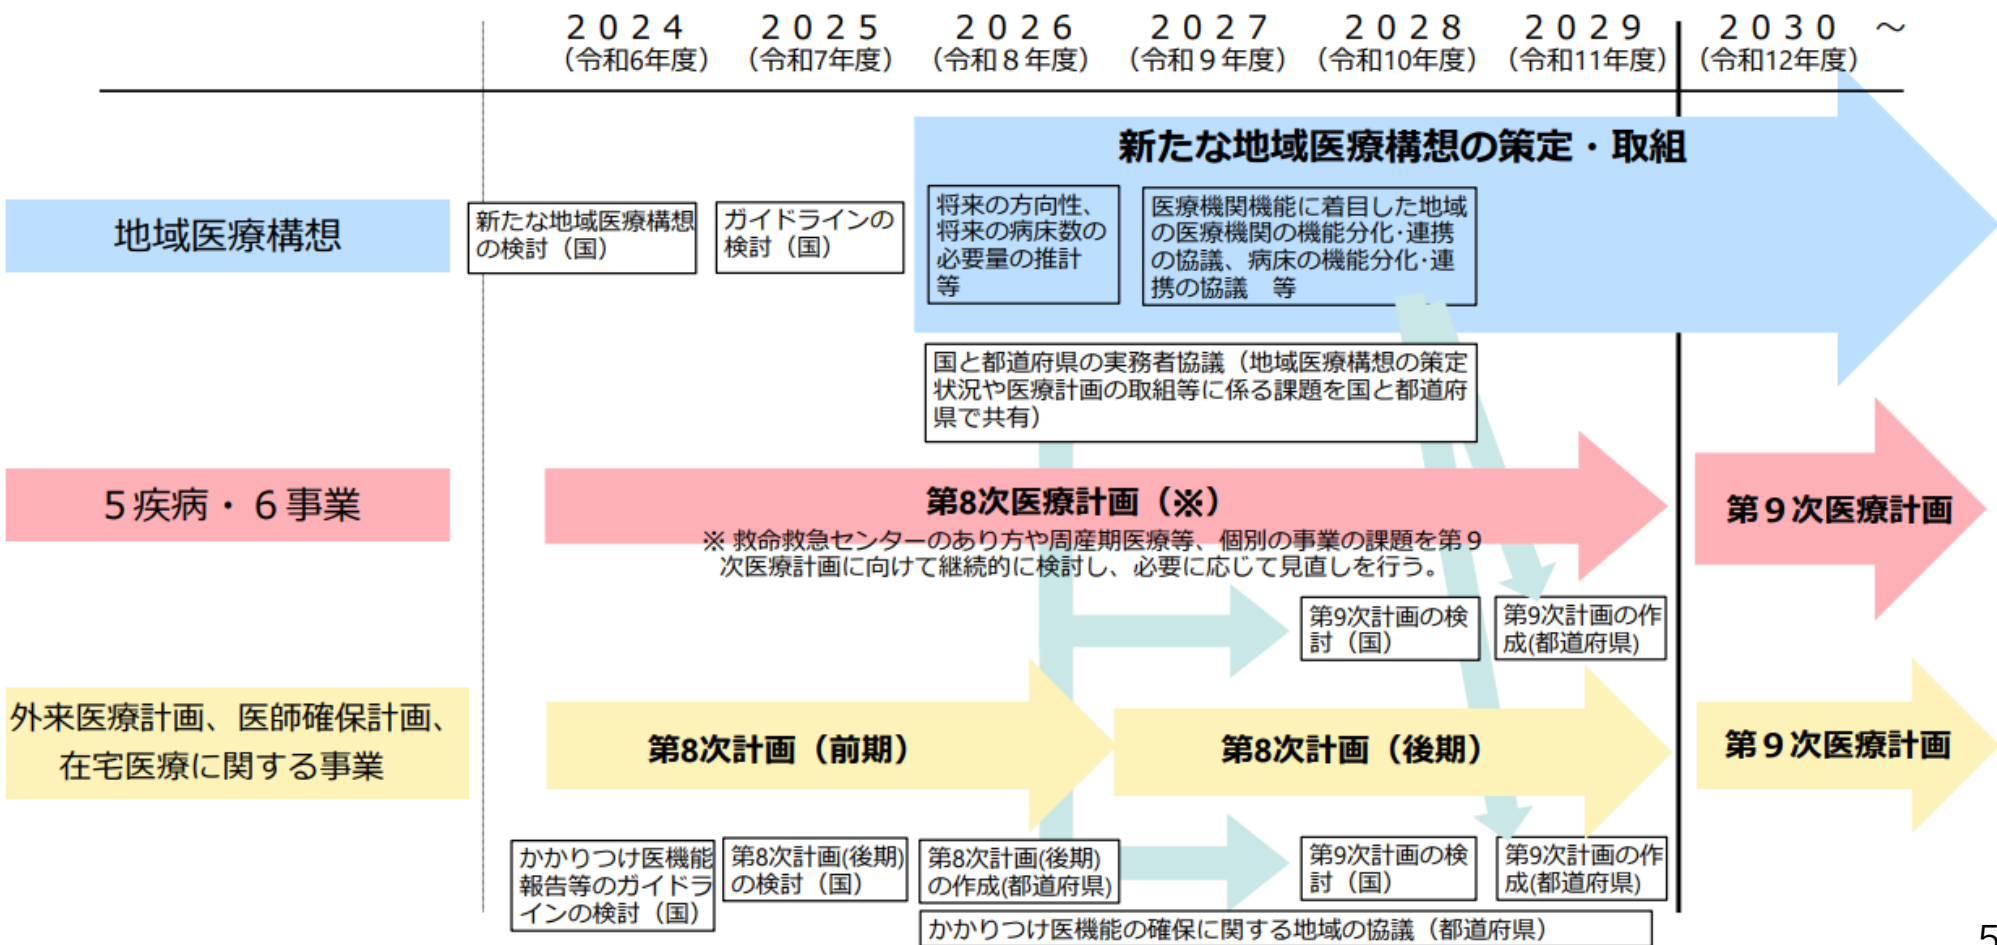 ２０２４ ２０２５ ２０２６ ２０２７ ２０２８ ２０２９ ２０３０ ～
（令和6年度） （令和7年度） （令和８年度） （令和９年度） （令和10年度） （令和11年度） （令和12年度）
新たな地域医療構想の策定・取組
地域医療構想
新たな地域医療構想
の検討（国）
ガイドラインの
検討（国）
将来の方向性、
将来の病床数の
必要量の推計
等
医療機関機能に着目した地域
の医療機関の機能分化･連携
の協議、病床の機能分化･連
携の協議　等
国と都道府県の実務者協議（地域医療構想の策定
状況や医療計画の取組等に係る課題を国と都道府
県で共有）
５疾病・６事業
第8次医療計画（※）
※ 救命救急センターのあり方や周産期医療等、個別の事業の課題を第９
次医療計画に向けて継続的に検討し、必要に応じて見直しを行う。
第９次医療計画
第9次計画の検
討（国）
第9次計画の作
成(都道府県)
外来医療計画、医師確保計画、
在宅医療に関する事業
第8次計画（前期）
第8次計画（後期）
第９次医療計画
かかりつけ医機能
報告等のガイドラ
インの検討（国）
第8次計画(後期)
の検討（国）
第8次計画(後期)
の作成(都道府県)
第9次計画の検
討（国）
第9次計画の作
成(都道府県)
かかりつけ医機能の確保に関する地域の協議（都道府県）
5